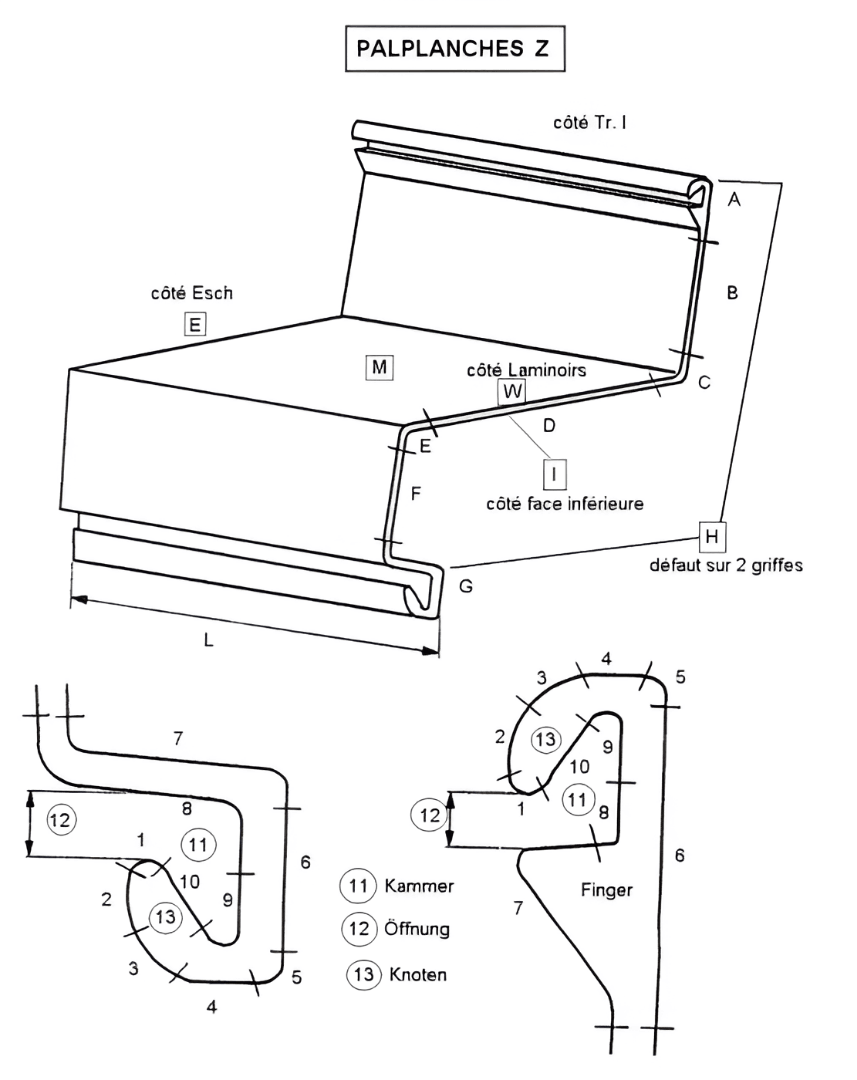 PALPLANCHES Z
côté Tr. I
A
B
côté Esch
E
M
côté Laminoirs
W
C
D
E
I
F
côté face inférieure
H
défaut sur 2 griffes
G
L
7
8
12
1
11
10
2
13
9
6
3
5
4
11 Kammer
12 Öffnung
13 Knoten
4
3
5
2
13
9
10
11
12
1
8
6
Finger
7